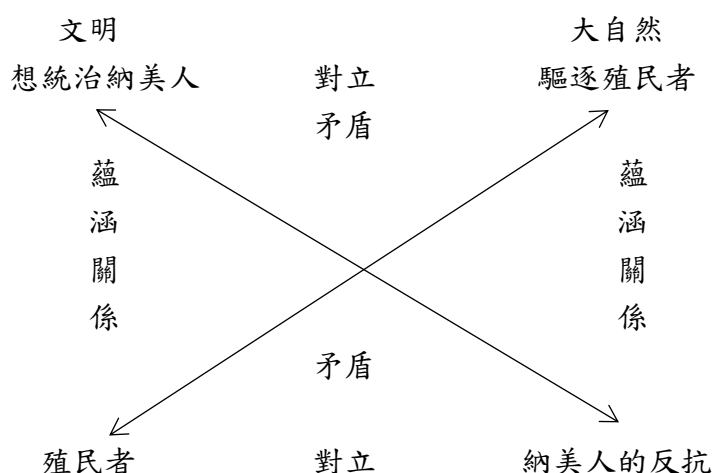 文明 大自然
想統治納美人 對立 驅逐殖民者
矛盾
蘊 蘊
涵 涵
關 關
係 係
矛盾
殖民者 對立 納美人的反抗